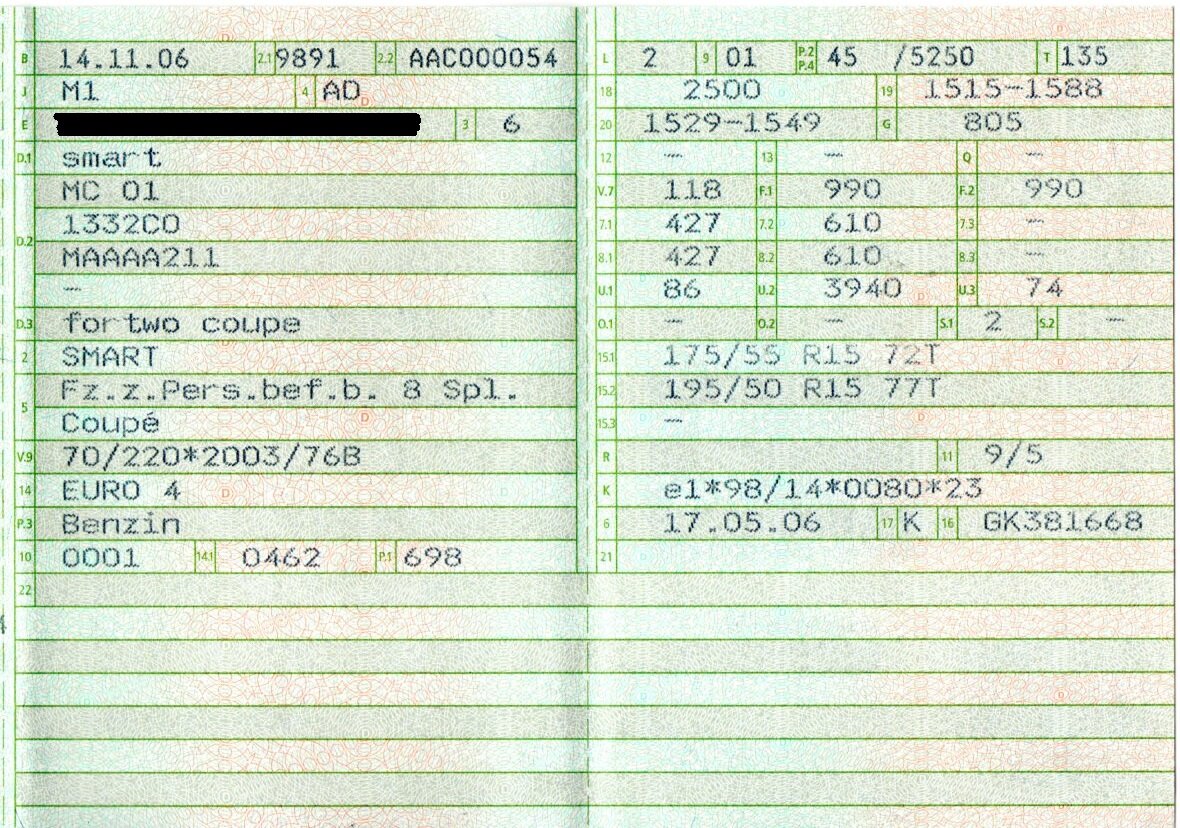 B 14.11.06 2.1 9891 2.2 AAC000054
J M1 4 AD
E 3 6
D.1 smart
MC 01
1332CO
D.2 MAAAA211
—
D.3 fortwo coupe
2 SMART
Fz.z.Pers.bef.b. 8 Spl.
5 Coupé
V.9 70/220*2003/76B
14 EURO 4
P.3 Benzin
10 0001 14.1 0462 P.1 698
22
L 2 9 01 P.2 P.4 45 /5250 T 135
18 2500 19 1515-1588
20 1529-1549 G 805
12 — 13 — Q —
V.7 118 F.1 990 F.2 990
7.1 427 7.2 610 7.3 —
8.1 427 8.2 610 8.3 —
U.1 86 U.2 3940 U.3 74
O.1 — O.2 — S.1 2 S.2 —
15.1 175/55 R15 72T
15.2 195/50 R15 77T
15.3 —
R 11 9/5
K e1*98/14*0080*23
6 17.05.06 17 K 16 GK381668
21